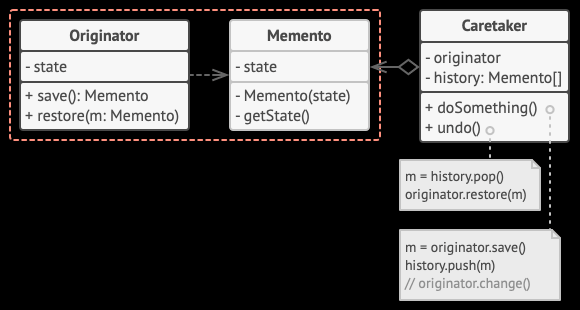 Originator
- state
+ save(): Memento
+ restore(m: Memento)
Memento
- state
- Memento(state)
- getState()
Caretaker
- originator
- history: Memento[]
+ doSomething()
+ undo()
m = history.pop()
originator.restore(m)
m = originator.save()
history.push(m)
// originator.change()